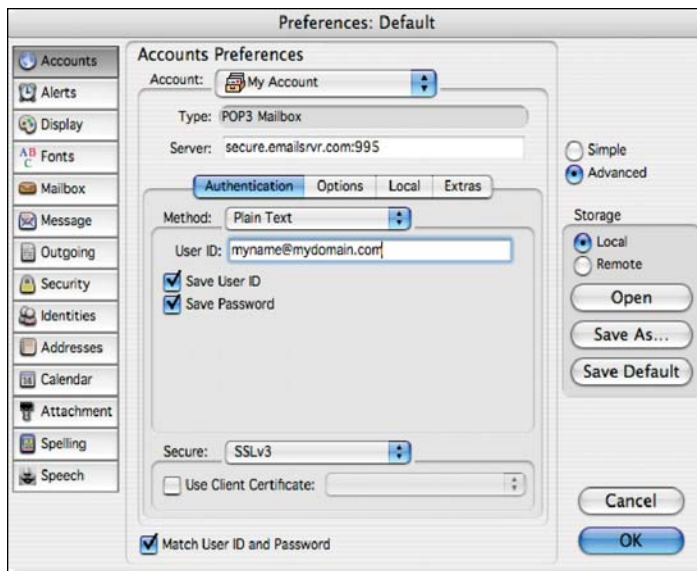 Preferences: Default
Accounts
Alerts
Display
ABC Fonts
Mailbox
Message
Outgoing
Security
Identities
Addresses
Calendar
Attachment
Spelling
Speech
Accounts Preferences
Account: My Account
Type: POP3 Mailbox
Server: secure.emailsrvr.com:995
Authentication Options Local Extras
Method: Plain Text
User ID: myname@mydomain.com
Save User ID
Save Password
Secure: SSLv3
Use Client Certificate:
Match User ID and Password
Simple
Advanced
Storage
Local
Remote
Open
Save As...
Save Default
Cancel
OK